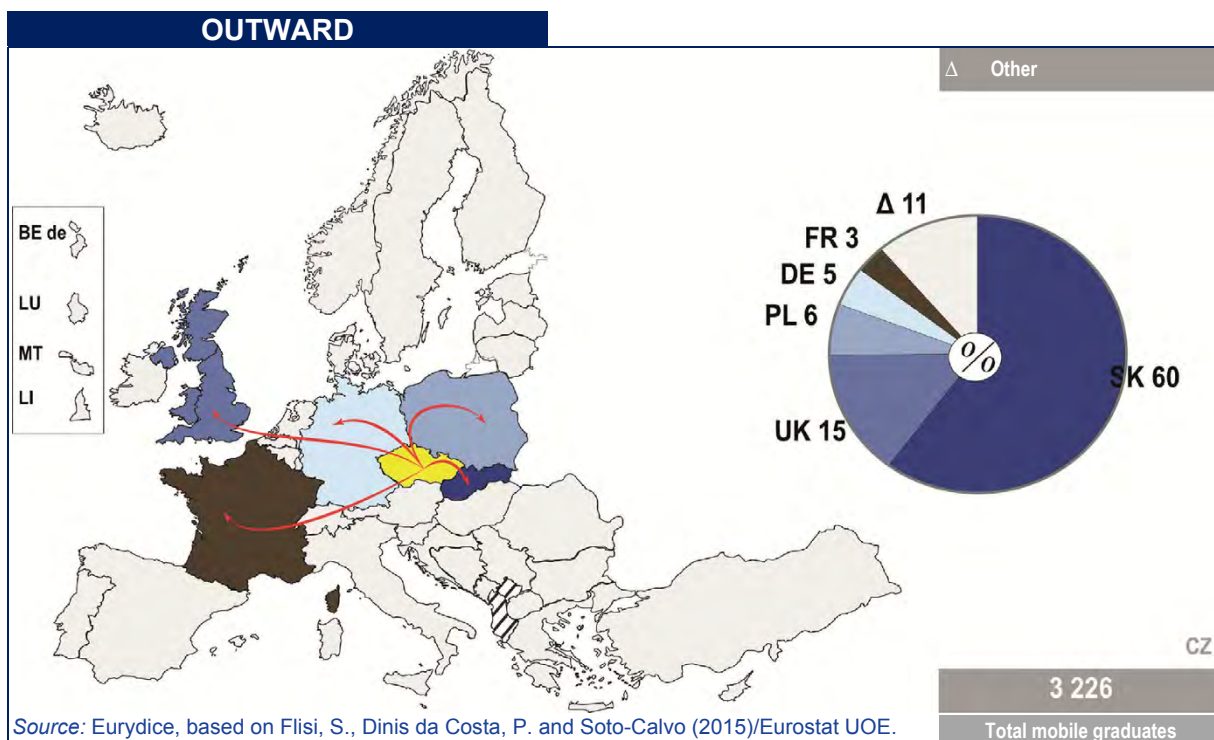 OUTWARD
Δ Other
BE de
LU
MT
LI
Δ 11
FR 3
DE 5
PL 6
%
SK 60
UK 15
CZ
3 226
Total mobile graduates
Source: Eurydice, based on Flisi, S., Dinis da Costa, P. and Soto-Calvo (2015)/Eurostat UOE.